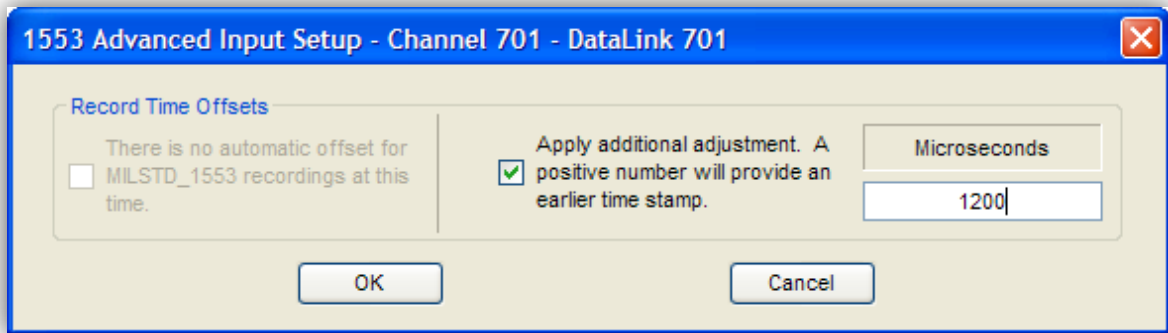 1553 Advanced Input Setup - Channel 701 - DataLink 701
Record Time Offsets
There is no automatic offset for
MILSTD_1553 recordings at this
time.
Apply additional adjustment. A
positive number will provide an
earlier time stamp.
Microseconds
1200
OK
Cancel